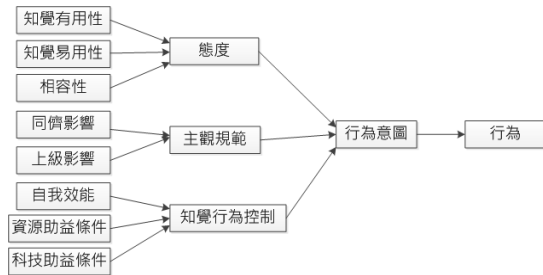 知覺有用性
知覺易用性
相容性
同儕影響
上級影響
自我效能
資源助益條件
科技助益條件
態度
主觀規範
知覺行為控制
行為意圖
行為